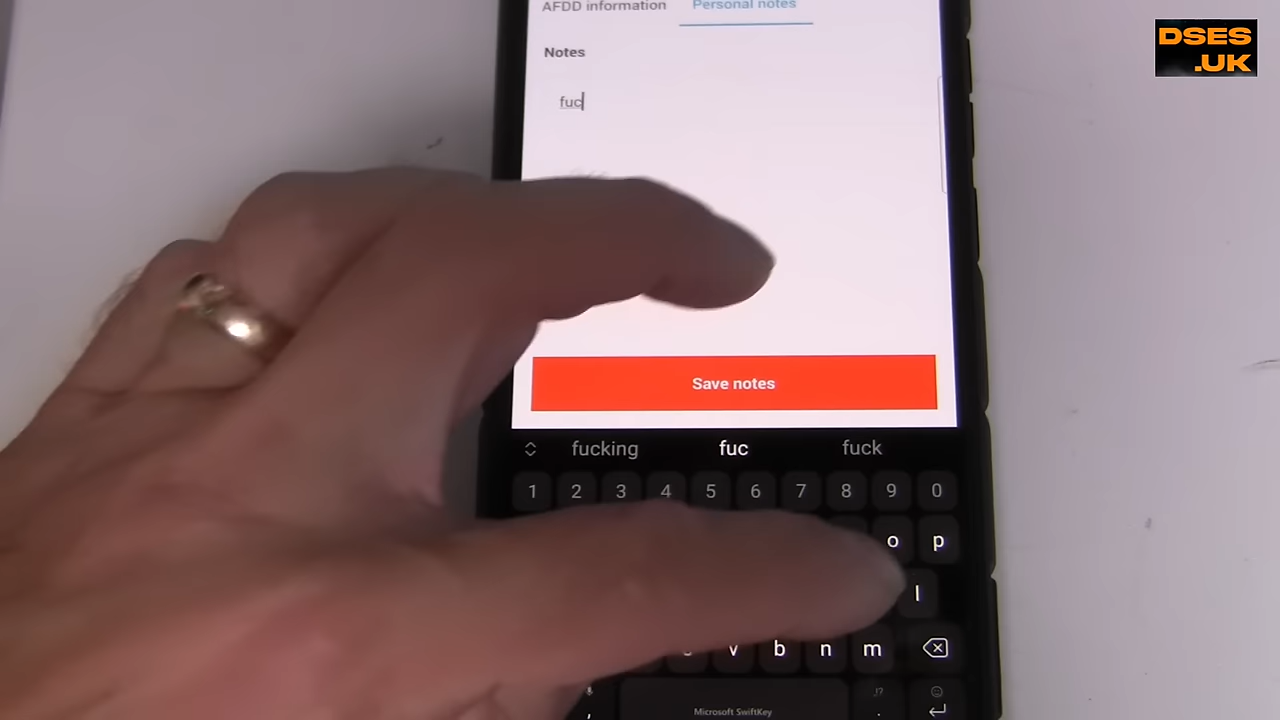 DSES
.UK
AFDD information Personal notes
Notes
fuc
Save notes
fucking fuc fuck
1 2 3 4 5 6 7 8 9 0
o p
l
v b n m
, Microsoft SwiftKey . !?